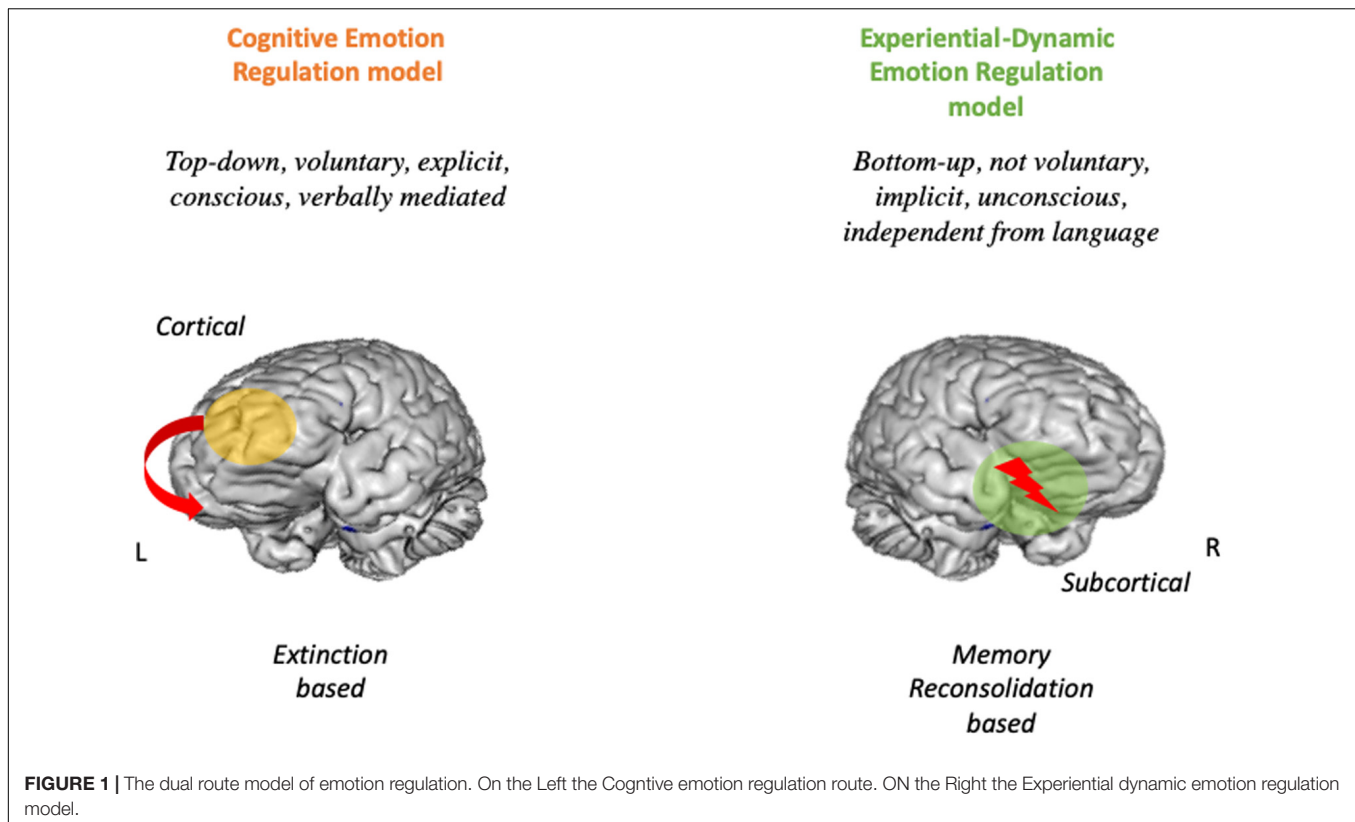 Cognitive Emotion
Regulation model
Top-down, voluntary, explicit,
conscious, verbally mediated
Cortical
L
Extinction
based
Experiential-Dynamic
Emotion Regulation
model
Bottom-up, not voluntary,
implicit, unconscious,
independent from language
R
Subcortical
Memory
Reconsolidation
based
FIGURE 1 | The dual route model of emotion regulation. On the Left the Cogntive emotion regulation route. ON the Right the Experiential dynamic emotion regulation
model.